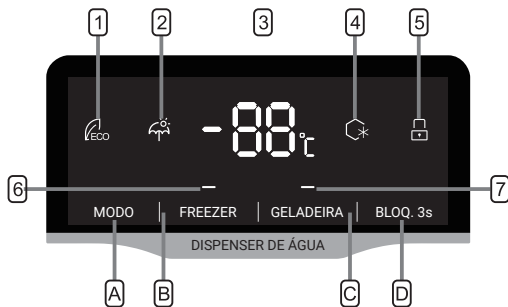 1 2 3 4 5
ECO -88°C
6 7
MODO FREEZER GELADEIRA BLOQ. 3s
DISPENSER DE ÁGUA
A B C D